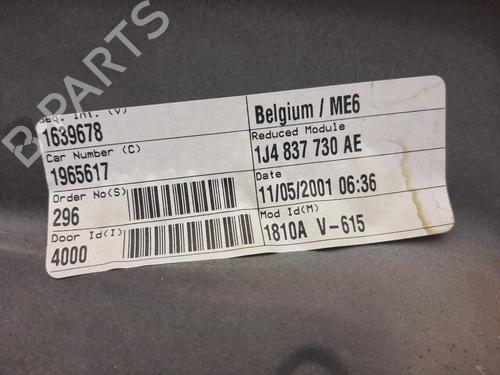 B PARTS
Seq. Int. (V)
1639678
Car Number (C)
1965617
Order No(S)
296
Door Id(I)
4000
Belgium / ME6
Reduced Module
1J4 837 730 AE
Date
11/05/2001 06:36
Mod Id(M)
1810A V-615